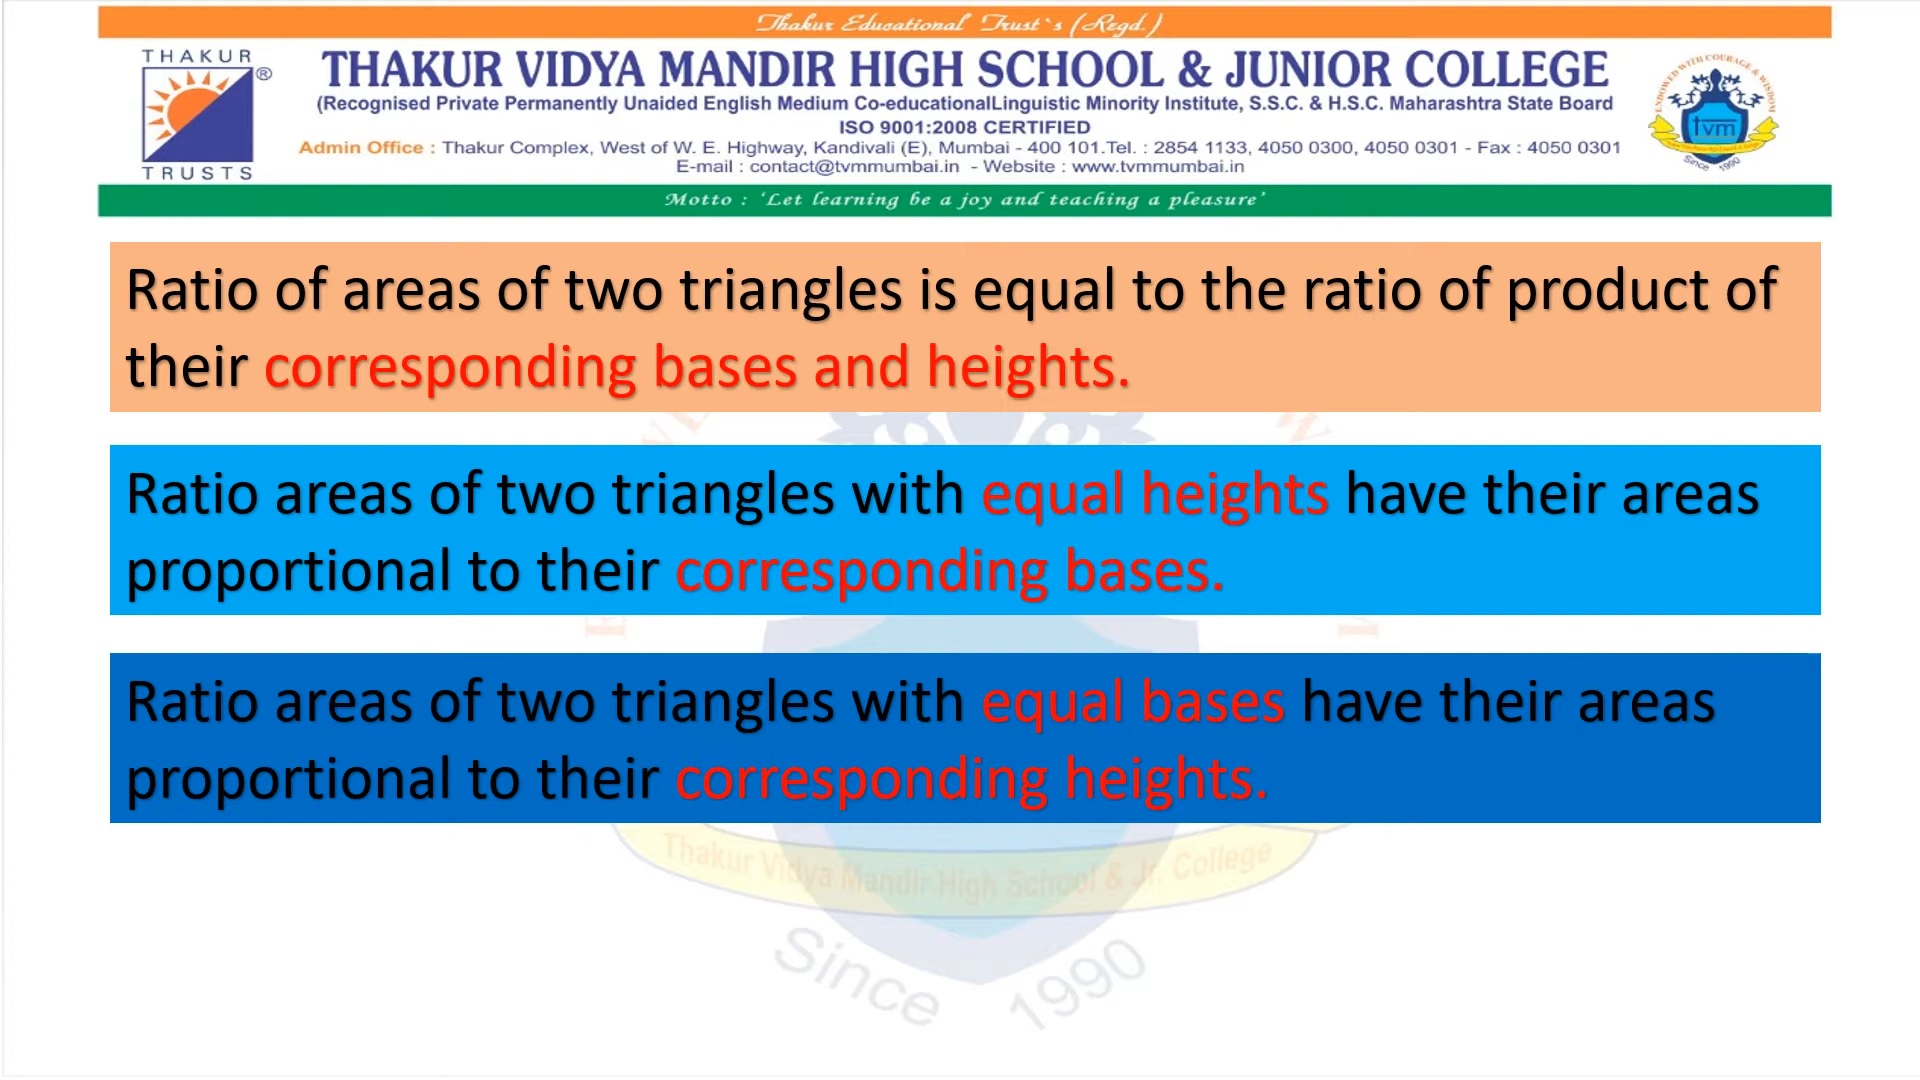 Thakur Educational Trust`s (Regd.)
THAKUR
TRUSTS
®
THAKUR VIDYA MANDIR HIGH SCHOOL & JUNIOR COLLEGE
(Recognised Private Permanently Unaided English Medium Co-educationalLinguistic Minority Institute, S.S.C. & H.S.C. Maharashtra State Board
ISO 9001:2008 CERTIFIED
Admin Office : Thakur Complex, West of W. E. Highway, Kandivali (E), Mumbai - 400 101.Tel. : 2854 1133, 4050 0300, 4050 0301 - Fax : 4050 0301
E-mail : contact@tvmmumbai.in - Website : www.tvmmumbai.in
ENDOWED WITH COURAGE & WISDOM
tvm
Since 1990
Motto : ‘Let learning be a joy and teaching a pleasure’
Ratio of areas of two triangles is equal to the ratio of product of
their corresponding bases and heights.
Ratio areas of two triangles with equal heights have their areas
proportional to their corresponding bases.
Ratio areas of two triangles with equal bases have their areas
proportional to their corresponding heights.
Thakur Vidya Mandir High School & Jr. College
Since 1990